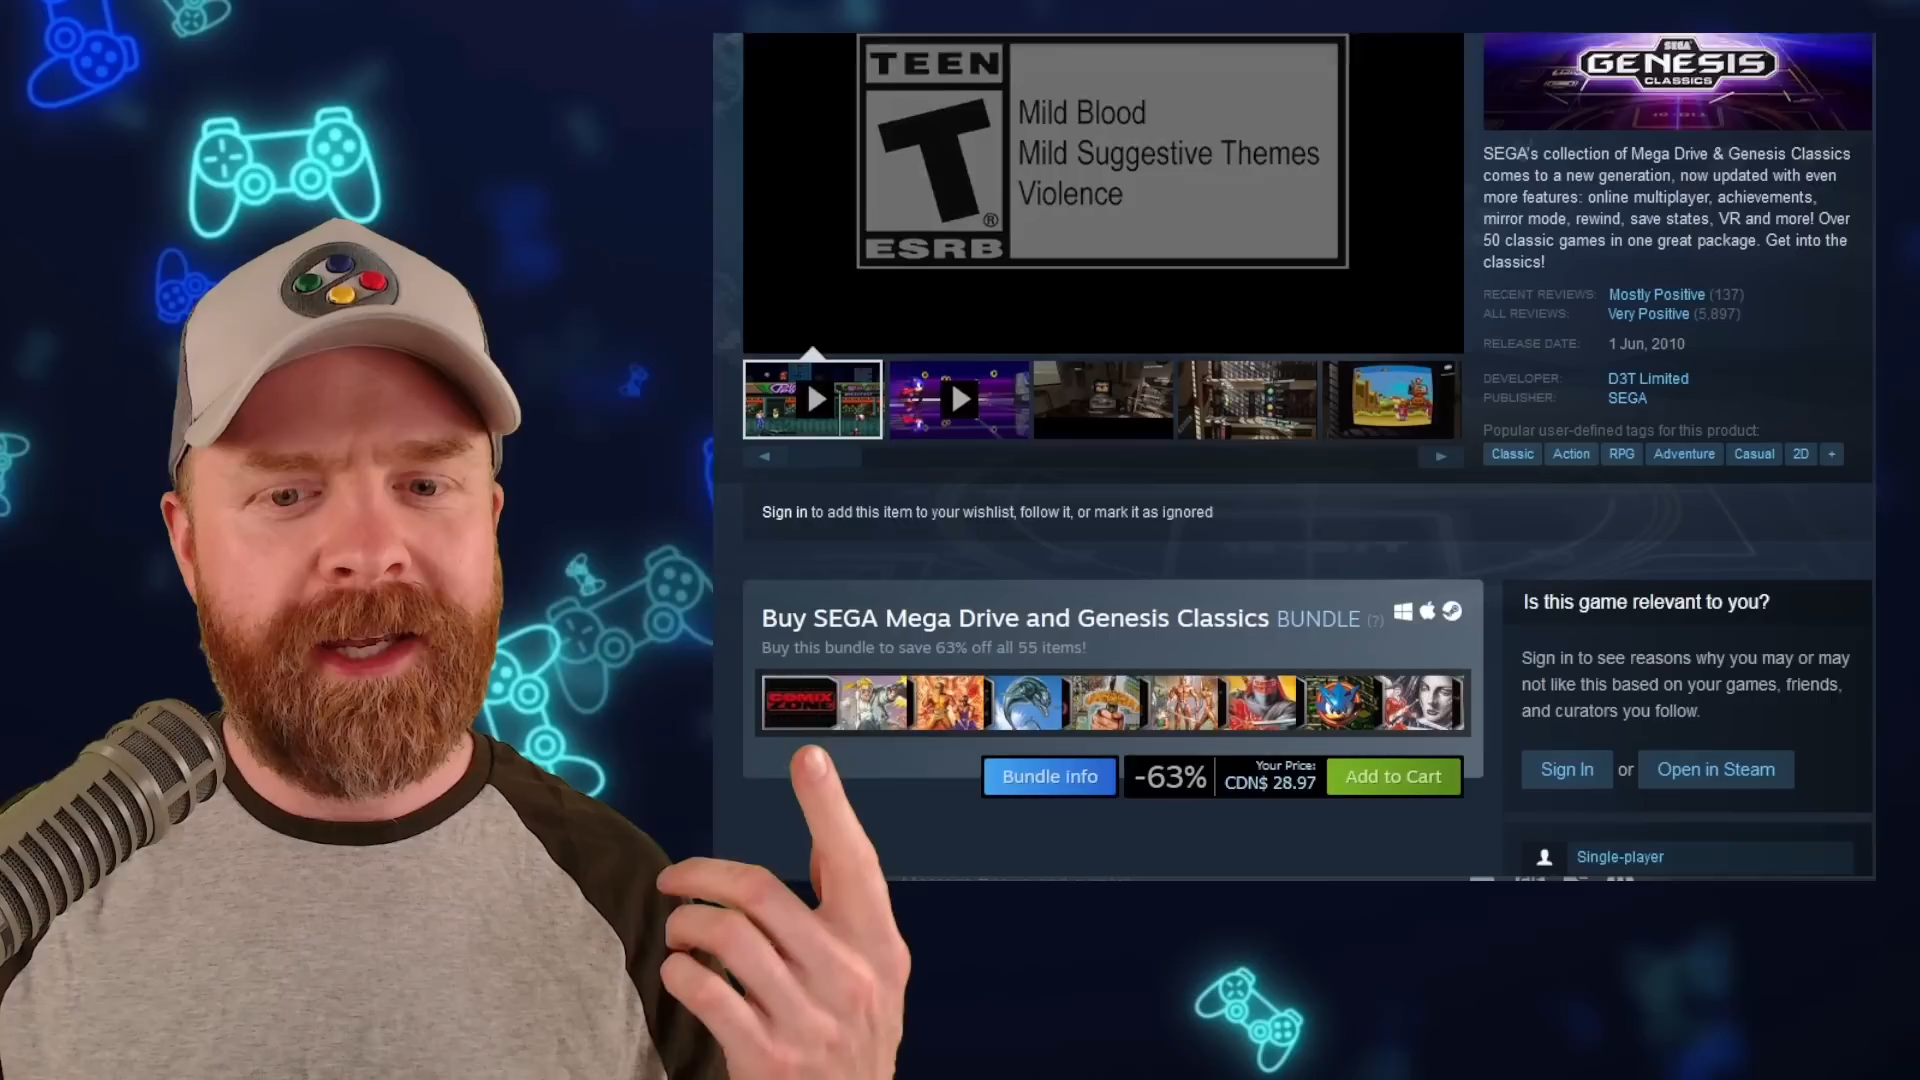 TEEN
T
®
ESRB
Mild Blood
Mild Suggestive Themes
Violence
SEGA
GENESIS
CLASSICS
SEGA's collection of Mega Drive & Genesis Classics
comes to a new generation, now updated with even
more features: online multiplayer, achievements,
mirror mode, rewind, save states, VR and more! Over
50 classic games in one great package. Get into the
classics!
RECENT REVIEWS: Mostly Positive (137)
ALL REVIEWS: Very Positive (5,897)
RELEASE DATE: 1 Jun, 2010
DEVELOPER: D3T Limited
PUBLISHER: SEGA
Popular user-defined tags for this product:
Classic Action RPG Adventure Casual 2D +
Sign in to add this item to your wishlist, follow it, or mark it as ignored
Buy SEGA Mega Drive and Genesis Classics BUNDLE (?)
Buy this bundle to save 63% off all 55 items!
COMIX
ZONE
Bundle info
-63%
Your Price:
CDN$ 28.97
Add to Cart
Is this game relevant to you?
Sign in to see reasons why you may or may
not like this based on your games, friends,
and curators you follow.
Sign In or Open in Steam
Single-player